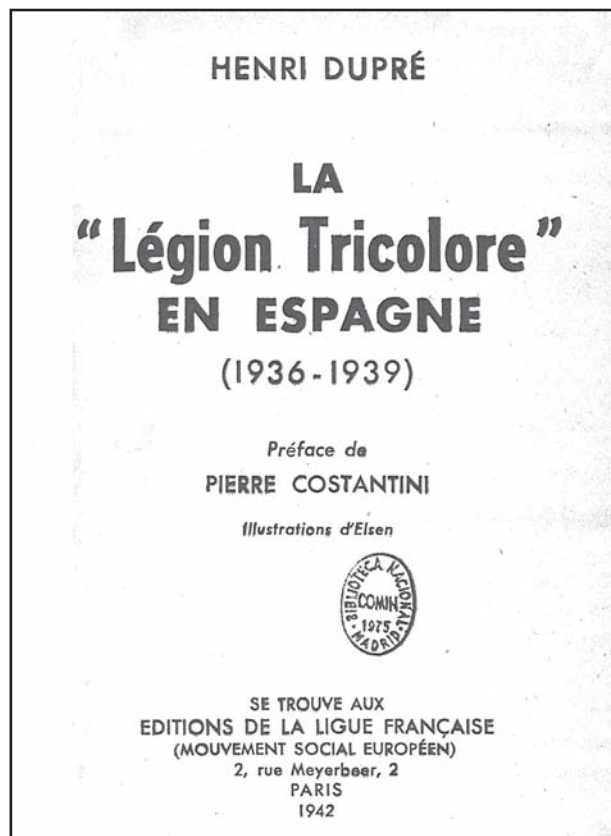 HENRI DUPRÉ
LA
“Légion Tricolore”
EN ESPAGNE
(1936-1939)
Préface de
PIERRE COSTANTINI
Illustrations d'Elsen
BIBLIOTECA NACIONAL
COMIN
1975
MADRID
SE TROUVE AUX
EDITIONS DE LA LIGUE FRANÇAISE
(MOUVEMENT SOCIAL EUROPÉEN)
2, rue Meyerbeer, 2
PARIS
1942